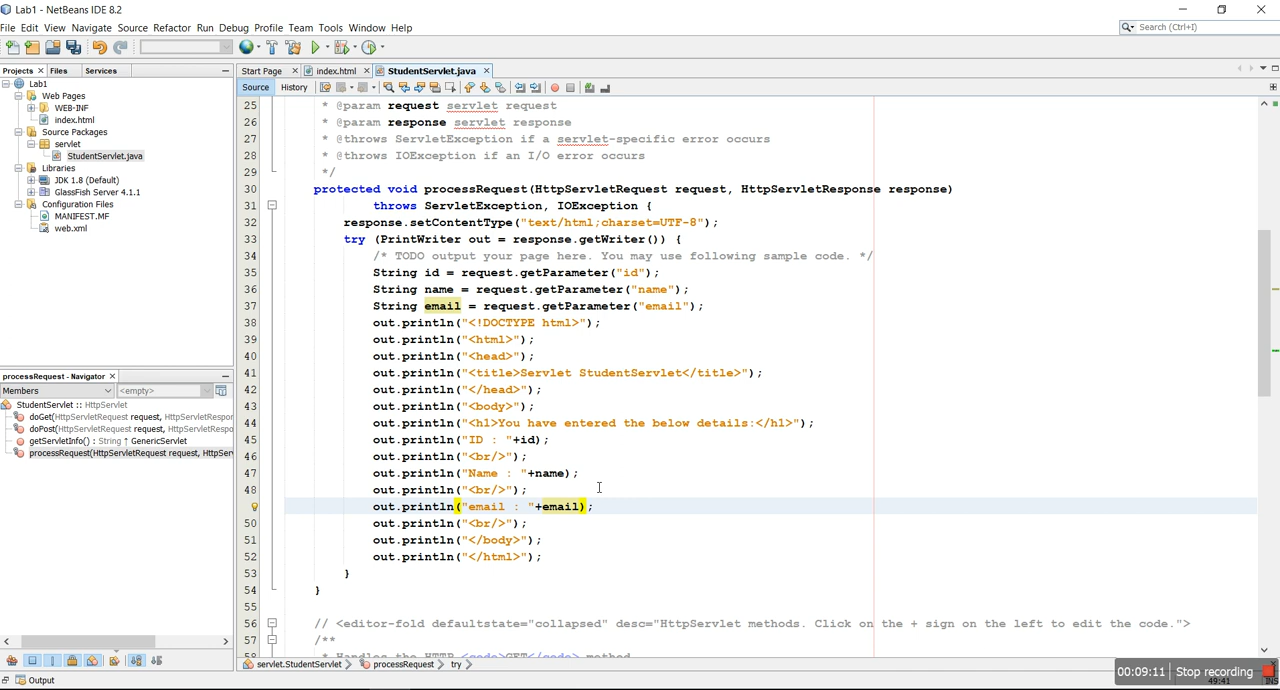 Lab1 - NetBeans IDE 8.2
File Edit View Navigate Source Refactor Run Debug Profile Team Tools Window Help
Search (Ctrl+I)
Projects Files Services
Start Page index.html StudentServlet.java
Source History
Lab1
Web Pages
WEB-INF
index.html
Source Packages
servlet
StudentServlet.java
Libraries
JDK 1.8 (Default)
GlassFish Server 4.1.1
Configuration Files
MANIFEST.MF
web.xml
processRequest - Navigator
Members <empty>
StudentServlet :: HttpServlet
doGet(HttpServletRequest request, HttpServletRespor
doPost(HttpServletRequest request, HttpServletRespo
getServletInfo() : String ↑ GenericServlet
processRequest(HttpServletRequest request, HttpServ
25 * @param request servlet request
26 * @param response servlet response
27 * @throws ServletException if a servlet-specific error occurs
28 * @throws IOException if an I/O error occurs
29 */
30 protected void processRequest(HttpServletRequest request, HttpServletResponse response)
31 throws ServletException, IOException {
32 response.setContentType("text/html;charset=UTF-8");
33 try (PrintWriter out = response.getWriter()) {
34 /* TODO output your page here. You may use following sample code. */
35 String id = request.getParameter("id");
36 String name = request.getParameter("name");
37 String email = request.getParameter("email");
38 out.println("<!DOCTYPE html>");
39 out.println("<html>");
40 out.println("<head>");
41 out.println("<title>Servlet StudentServlet</title>");
42 out.println("</head>");
43 out.println("<body>");
44 out.println("<h1>You have entered the below details:</h1>");
45 out.println("ID : "+id);
46 out.println("<br/>");
47 out.println("Name : "+name);
48 out.println("<br/>");
out.println("email : "+email);
50 out.println("<br/>");
51 out.println("</body>");
52 out.println("</html>");
53 }
54 }
55
56 // <editor-fold defaultstate="collapsed" desc="HttpServlet methods. Click on the + sign on the left to edit the code.">
57 /**
58 * Handles the HTTP <code>GET</code> method
servlet.StudentServlet processRequest try
Output
00:09:11 Stop recording
49:41 INS